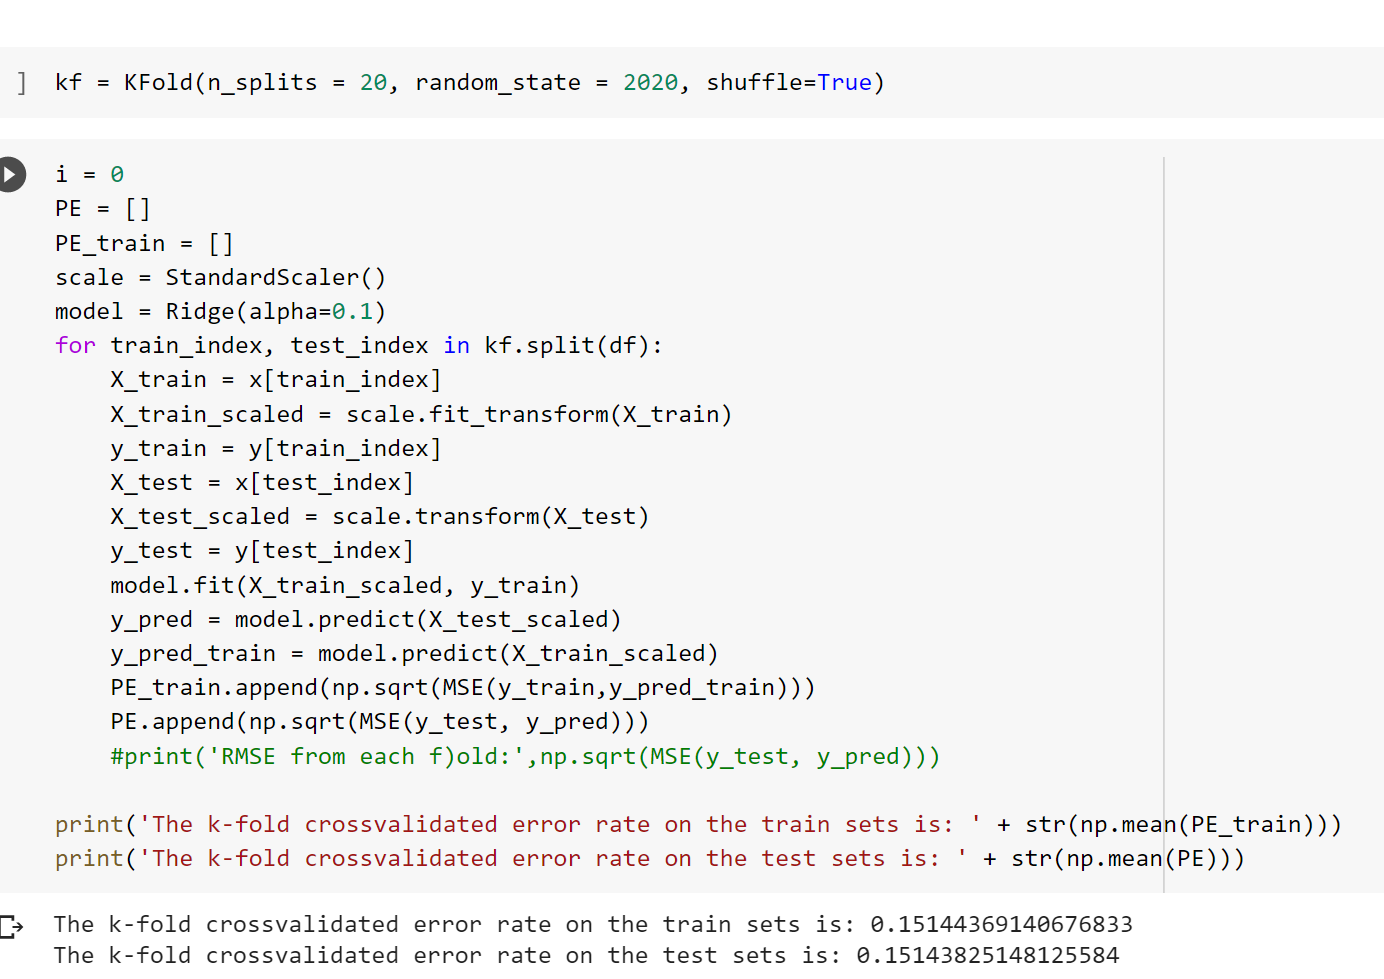 ] kf = KFold(n_splits = 20, random_state = 2020, shuffle=True)
i = 0
PE = []
PE_train = []
scale = StandardScaler()
model = Ridge(alpha=0.1)
for train_index, test_index in kf.split(df):
    X_train = x[train_index]
    X_train_scaled = scale.fit_transform(X_train)
    y_train = y[train_index]
    X_test = x[test_index]
    X_test_scaled = scale.transform(X_test)
    y_test = y[test_index]
    model.fit(X_train_scaled, y_train)
    y_pred = model.predict(X_test_scaled)
    y_pred_train = model.predict(X_train_scaled)
    PE_train.append(np.sqrt(MSE(y_train,y_pred_train)))
    PE.append(np.sqrt(MSE(y_test, y_pred)))
    #print('RMSE from each f)old:',np.sqrt(MSE(y_test, y_pred)))
print('The k-fold crossvalidated error rate on the train sets is: ' + str(np.mean(PE_train)))
print('The k-fold crossvalidated error rate on the test sets is: ' + str(np.mean(PE)))
The k-fold crossvalidated error rate on the train sets is: 0.15144369140676833
The k-fold crossvalidated error rate on the test sets is: 0.15143825148125584